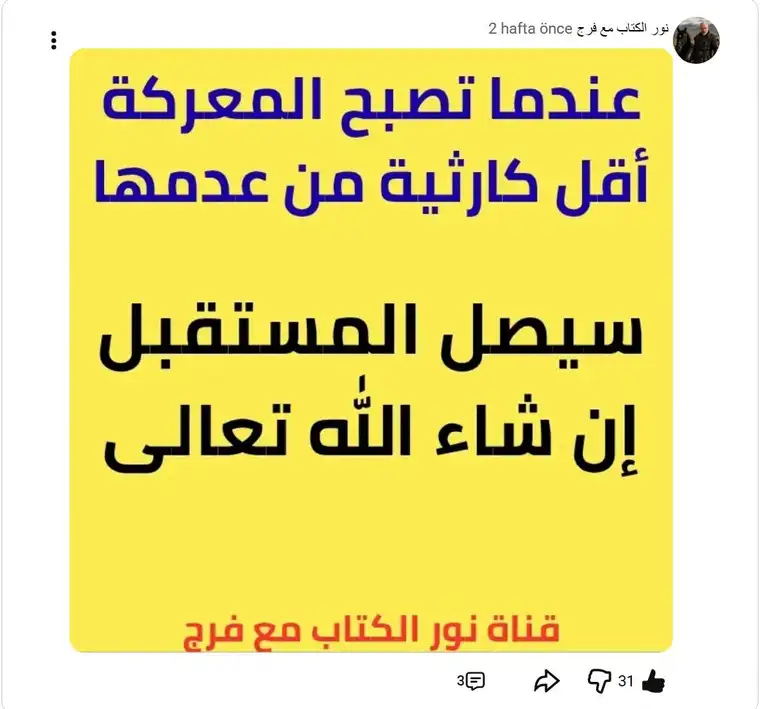 نور الكتاب مع فرج 2 hafta önce
عندما تصبح المعركة
أقل كارثية من عدمها
سيصل المستقبل
إن شاء الله تعالى
قناة نور الكتاب مع فرج
31
3